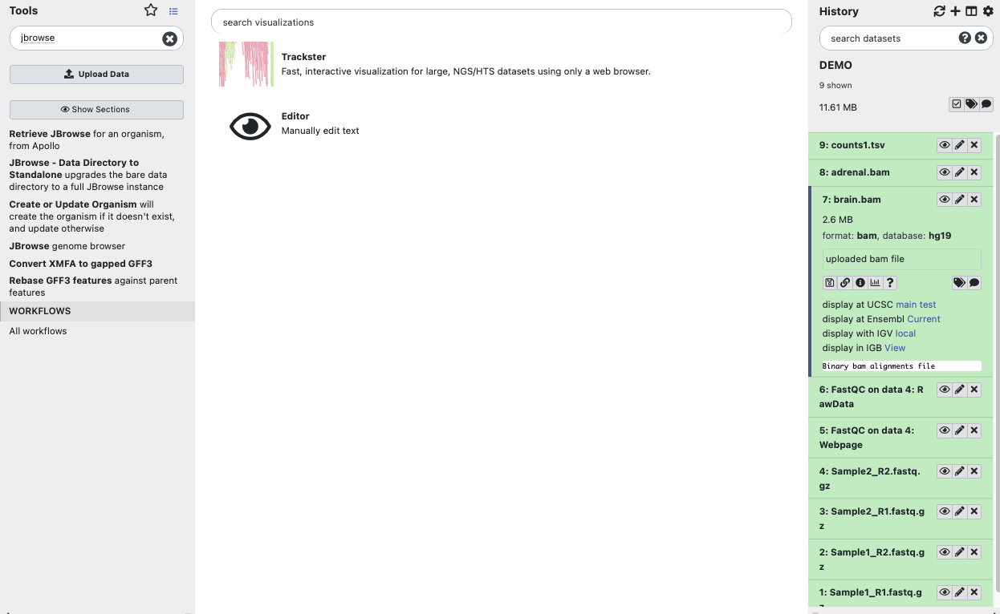 Tools
jbrowse
Upload Data
Show Sections
Retrieve JBrowse for an organism,
from Apollo
JBrowse - Data Directory to
Standalone upgrades the bare data
directory to a full JBrowse instance
Create or Update Organism will
create the organism if it doesn't exist,
and update otherwise
JBrowse genome browser
Convert XMFA to gapped GFF3
Rebase GFF3 features against parent
features
WORKFLOWS
All workflows
search visualizations
Trackster
Fast, interactive visualization for large, NGS/HTS datasets using only a web browser.
Editor
Manually edit text
History
search datasets
DEMO
9 shown
11.61 MB
9: counts1.tsv
8: adrenal.bam
7: brain.bam
2.6 MB
format: bam, database: hg19
uploaded bam file
display at UCSC main test
display at Ensembl Current
display with IGV local
display in IGB View
Binary bam alignments file
6: FastQC on data 4: R
awData
5: FastQC on data 4:
Webpage
4: Sample2_R2.fastq.
gz
3: Sample2_R1.fastq.g
z
2: Sample1_R2.fastq.g
z
1: Sample1_R1.fastq.g